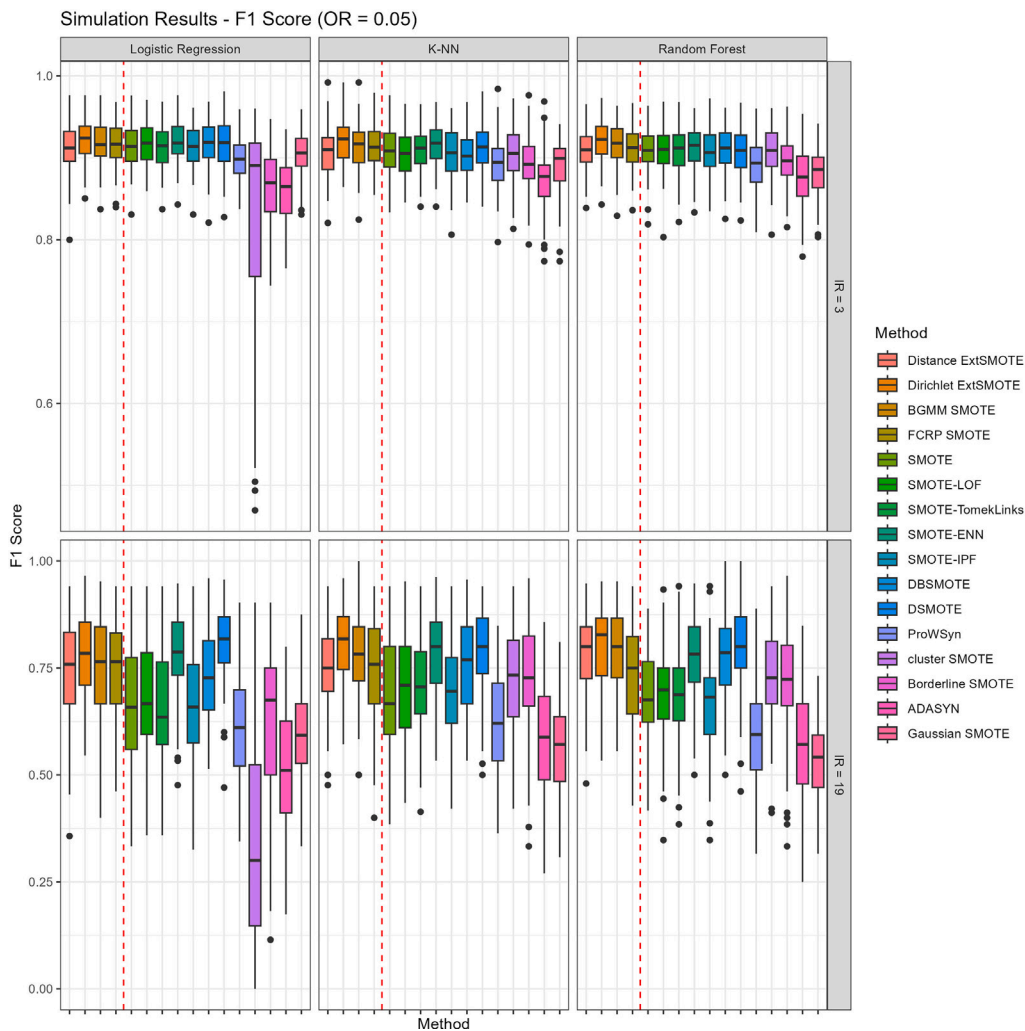 Simulation Results - F1 Score (OR = 0.05)
Logistic Regression
K-NN
Random Forest
1.0
0.8
0.6
IR = 3
1.00
0.75
0.50
0.25
0.00
IR = 19
F1 Score
Method
Method
Distance ExtSMOTE
Dirichlet ExtSMOTE
BGMM SMOTE
FCRP SMOTE
SMOTE
SMOTE-LOF
SMOTE-TomekLinks
SMOTE-ENN
SMOTE-IPF
DBSMOTE
DSMOTE
ProWSyn
cluster SMOTE
Borderline SMOTE
ADASYN
Gaussian SMOTE